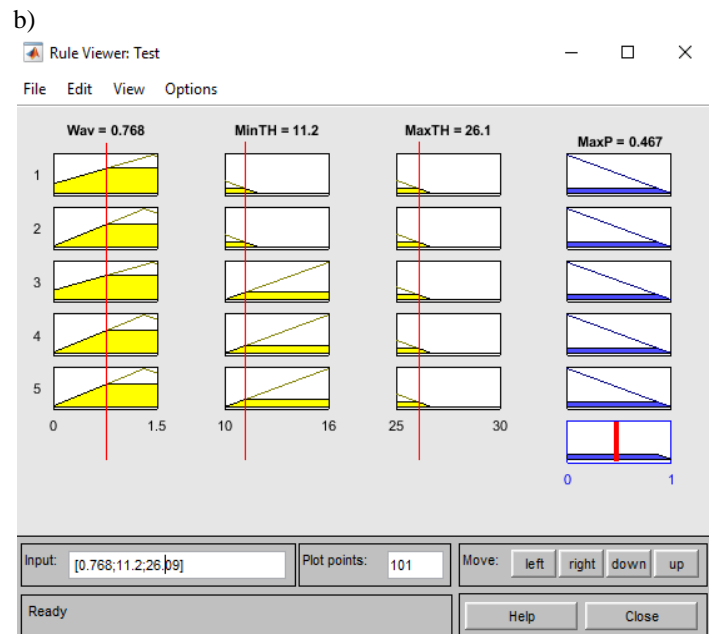 b)
Rule Viewer: Test
File Edit View Options
Wav = 0.768 MinTH = 11.2 MaxTH = 26.1 MaxP = 0.467
1
2
3
4
5
0 1.5 10 16 25 30
0 1
Input: [0.768;11.2;26.09] Plot points: 101 Move: left right down up
Ready Help Close